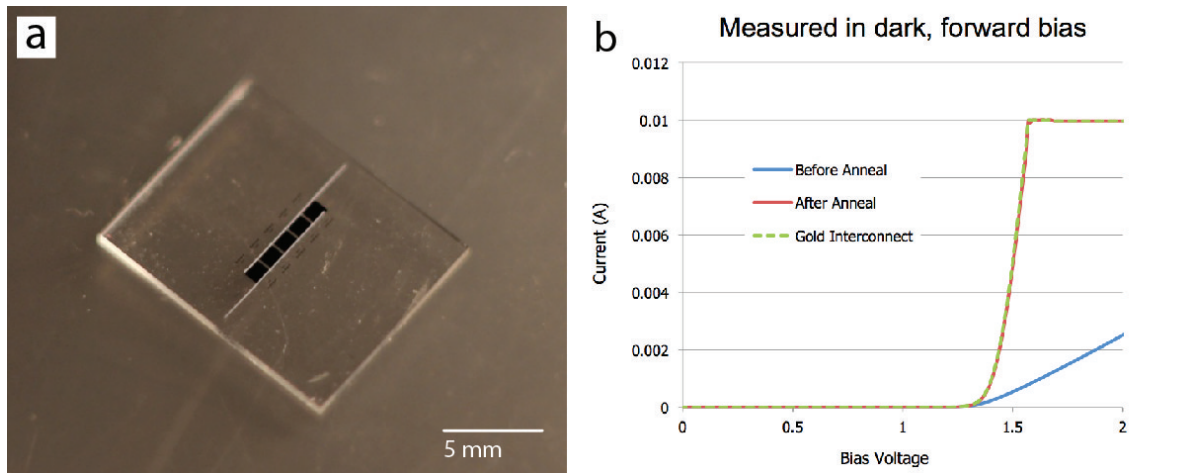 a
5 mm
b
Measured in dark, forward bias
0.012
0.01
0.008
0.006
0.004
0.002
0
Current (A)
Before Anneal
After Anneal
Gold Interconnect
0
0.5
1
1.5
2
Bias Voltage